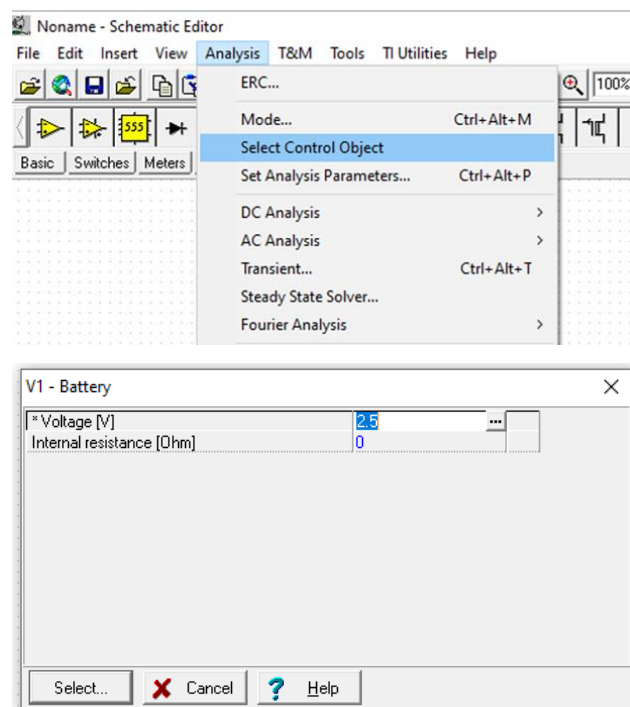 Noname - Schematic Editor
File Edit Insert View Analysis T&M Tools TI Utilities Help
100%
555
Basic Switches Meters
ERC...
Mode... Ctrl+Alt+M
Select Control Object
Set Analysis Parameters... Ctrl+Alt+P
DC Analysis
AC Analysis
Transient... Ctrl+Alt+T
Steady State Solver...
Fourier Analysis
V1 - Battery
* Voltage [V] 2.5 ...
Internal resistance [Ohm] 0
Select... Cancel ? Help